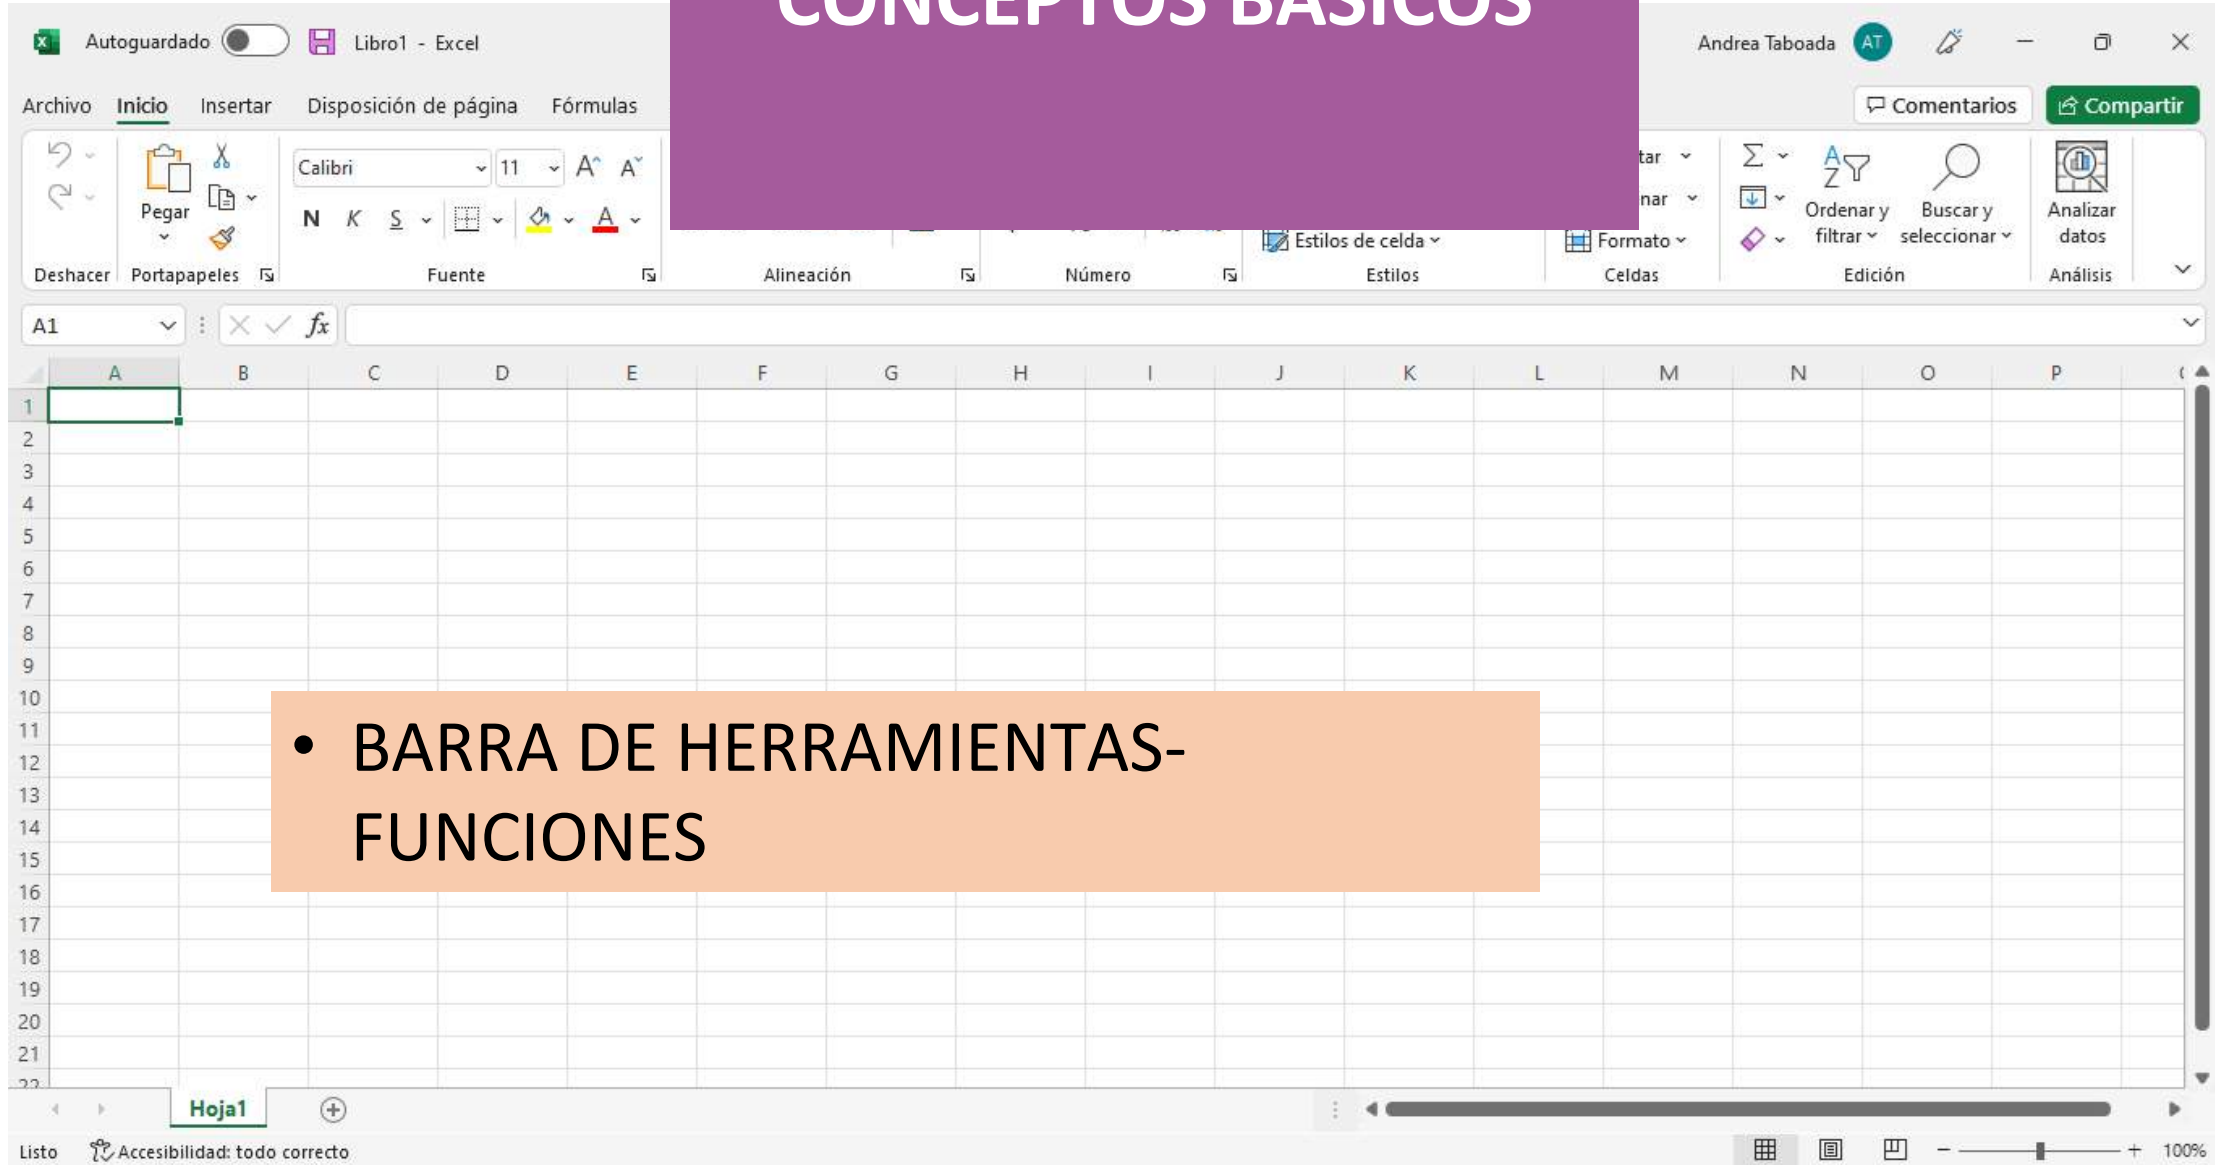 CONCEPTOS BÁSICOS
Autoguardado Libro1 - Excel Andrea Taboada AT
Archivo Inicio Insertar Disposición de página Fórmulas Comentarios Compartir
Calibri 11 A A
Pegar N K S A
Ordenar y filtrar Buscar y seleccionar Analizar datos
Estilos de celda Formato
Deshacer Portapapeles Fuente Alineación Número Estilos Celdas Edición Análisis
A1 fx
A B C D E F G H I J K L M N O P
1
2
3
4
5
6
7
8
9
10
11
12
13
14
15
16
17
18
19
20
21
22
• BARRA DE HERRAMIENTAS-
FUNCIONES
Hoja1
Listo Accesibilidad: todo correcto 100%